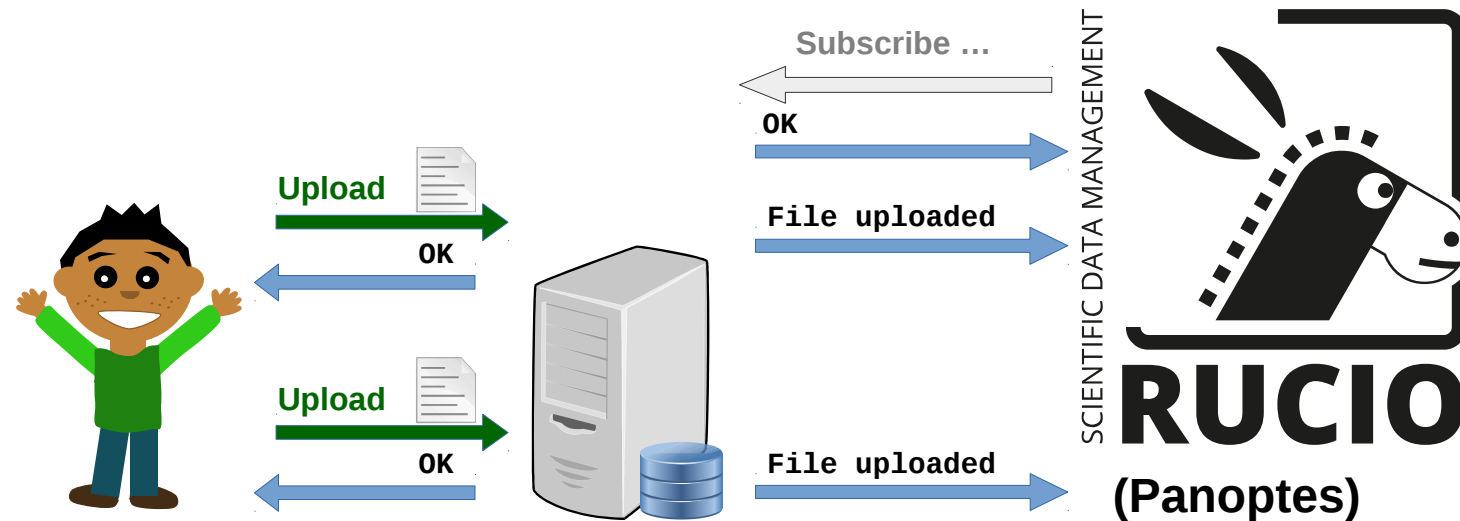 Subscribe …
OK
Upload
File uploaded
OK
Upload
OK
File uploaded
SCIENTIFIC DATA MANAGEMENT
RUCIO
(Panoptes)